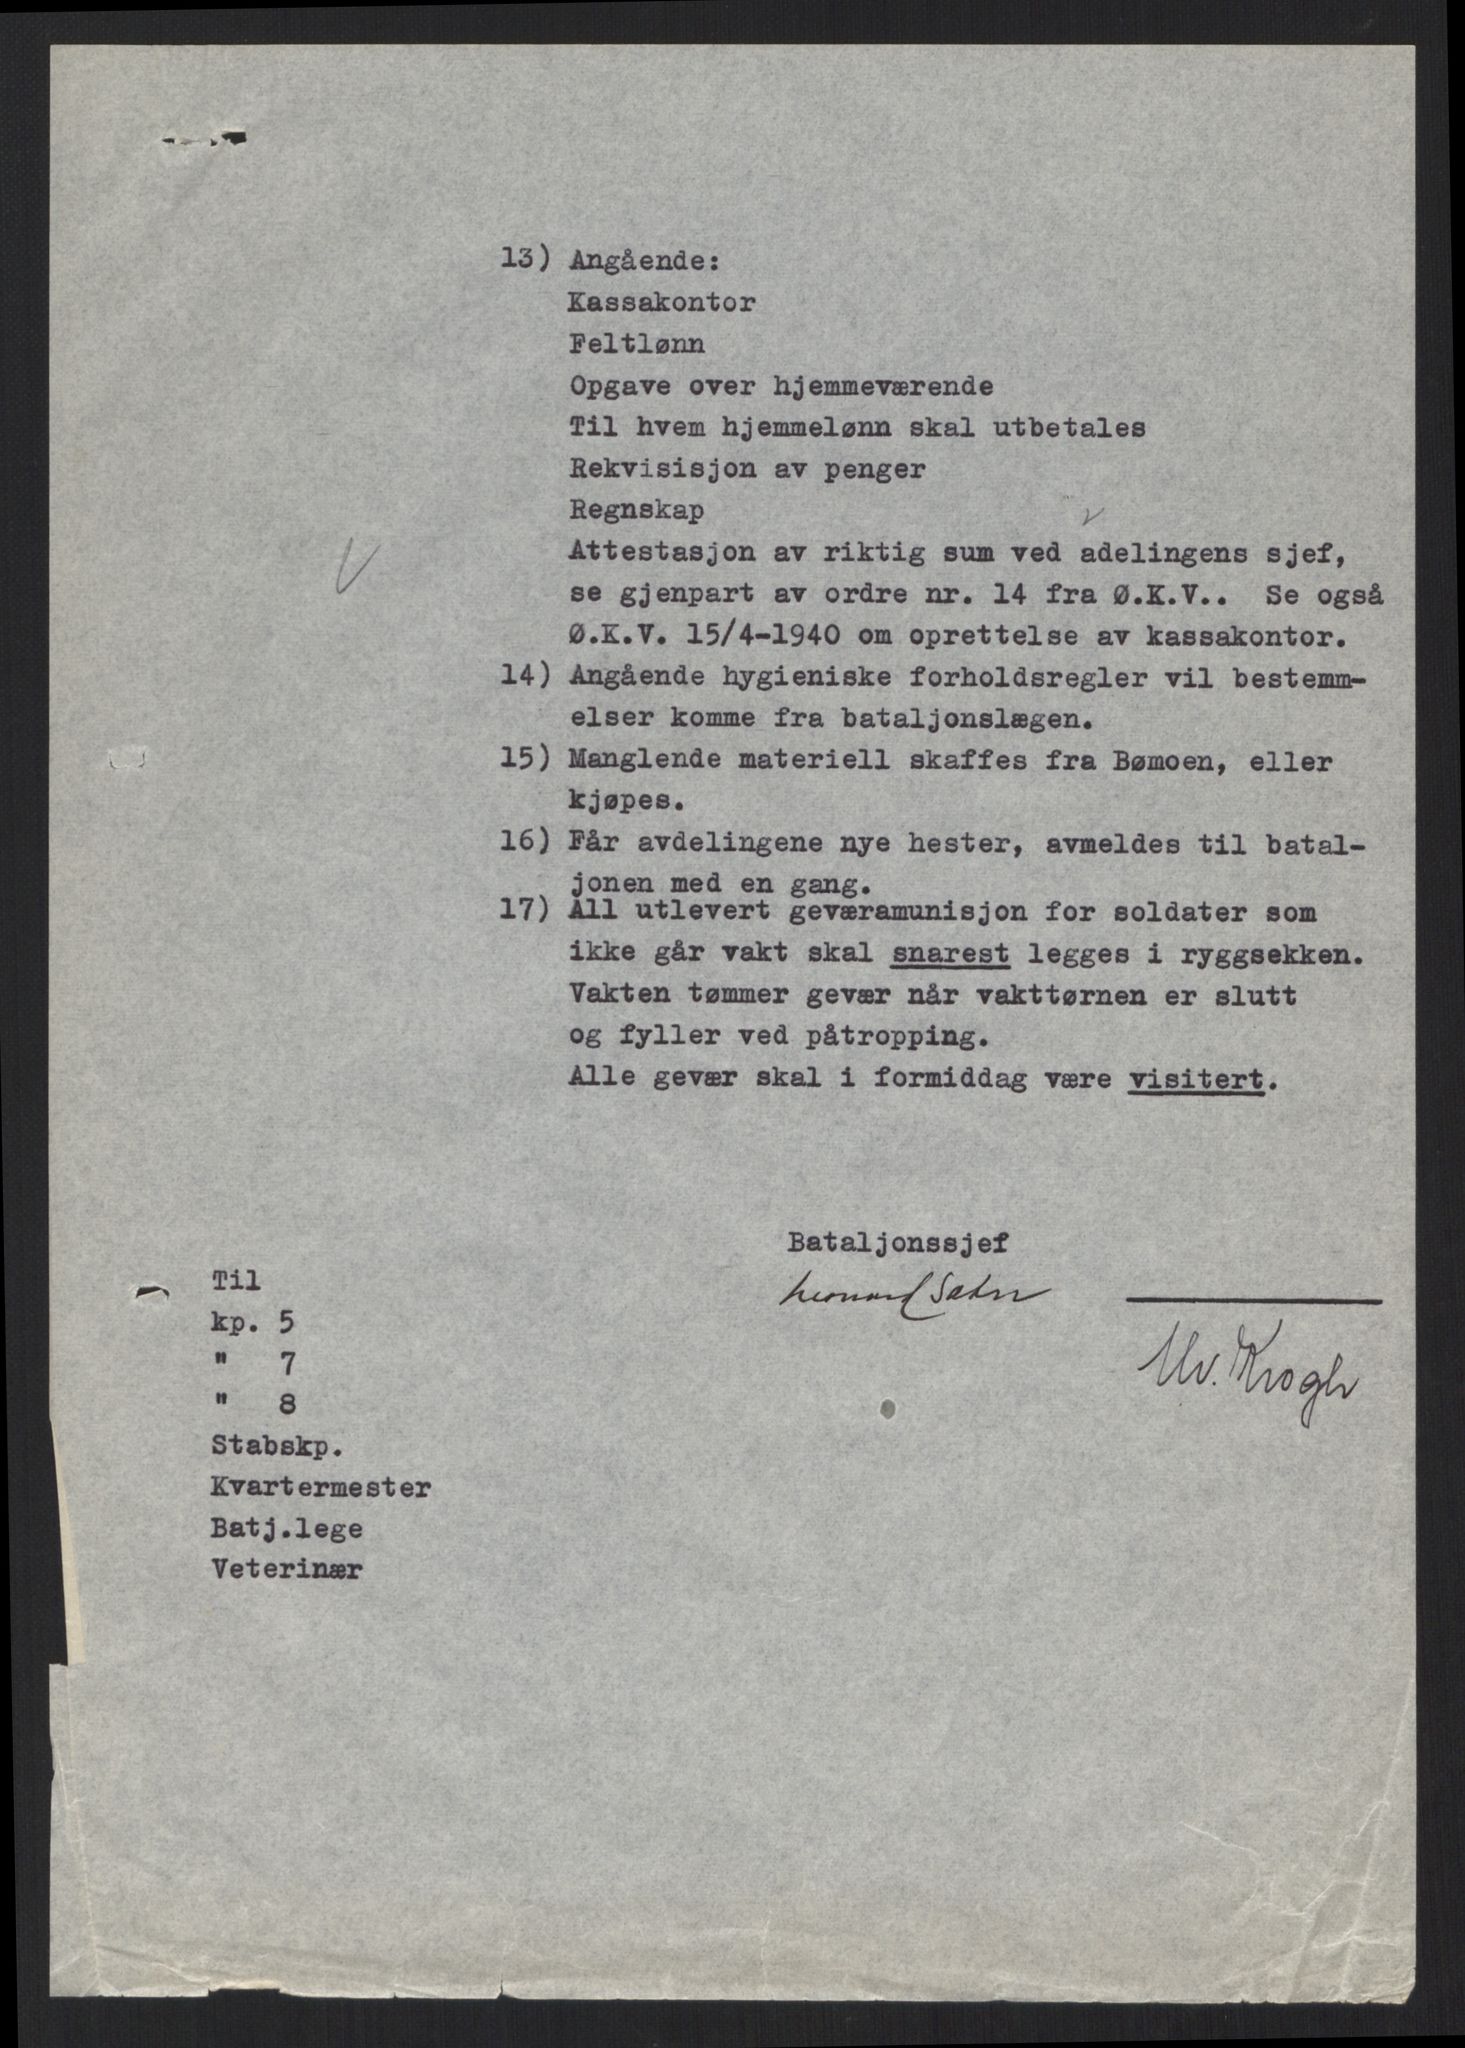 13) Angående:
Kassakontor
Feltlønn
Opgave over hjemmeværende
Til hvem hjemmelønn skal utbetales
Rekvisisjon av penger
Regnskap
v
Attestasjon av riktig sum ved adelingens sjef,
se gjenpart av ordre nr. 14 fra Ø.K.V.. Se også
Ø.K.V. 15/4-1940 om oprettelse av kassakontor.
14) Angående hygieniske forholdsregler vil bestemm-
elser komme fra bataljonslægen.
15) Manglende materiell skaffes fra Bømoen, eller
kjøpes.
16) Får avdelingene nye hester, avmeldes til batal-
jonen med en gang.
17) All utlevert geværamunisjon for soldater som
ikke går vakt skal snarest legges i ryggsekken.
Vakten tømmer gevær når vakttørnen er slutt
og fyller ved påtropping.
Alle gevær skal i formiddag være visitert.
Bataljonssjef
Krogh
Til
kp. 5
" 7
" 8
Stabskp.
Kvartermester
Batj.lege
Veterinær